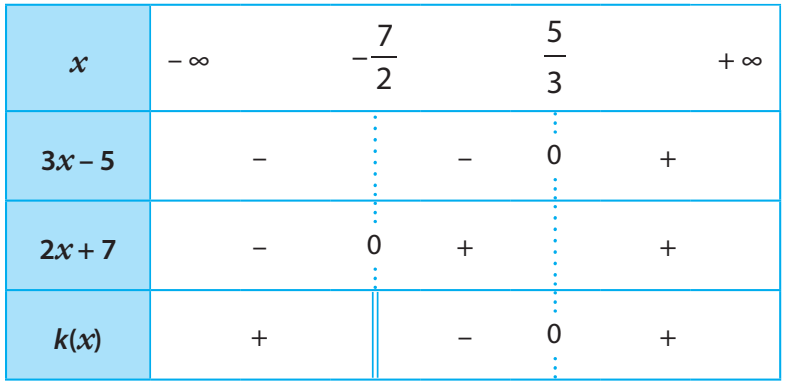 x − ∞ −7/2 5/3 + ∞
3x – 5 – – 0 +
2x + 7 – 0 + +
k(x) + – 0 +